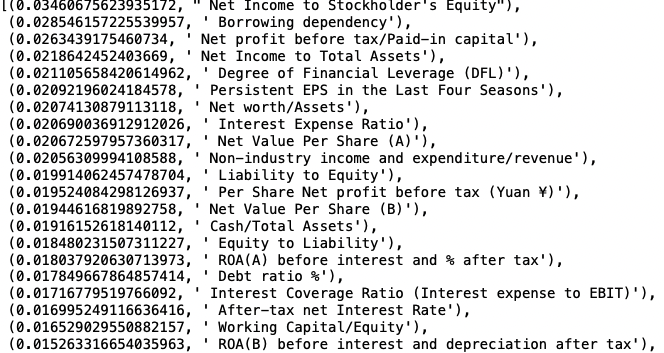 [(0.03460675623935172, " Net Income to Stockholder's Equity"),
(0.028546157225539957, ' Borrowing dependency'),
(0.0263439175460734, ' Net profit before tax/Paid-in capital'),
(0.0218642452403669, ' Net Income to Total Assets'),
(0.021105658420614962, ' Degree of Financial Leverage (DFL)'),
(0.02092196024184578, ' Persistent EPS in the Last Four Seasons'),
(0.02074130879113118, ' Net worth/Assets'),
(0.020690036912912026, ' Interest Expense Ratio'),
(0.020672597957360317, ' Net Value Per Share (A)'),
(0.02056309994108588, ' Non-industry income and expenditure/revenue'),
(0.019914062457478704, ' Liability to Equity'),
(0.019524084298126937, ' Per Share Net profit before tax (Yuan ¥)'),
(0.01944616819892758, ' Net Value Per Share (B)'),
(0.01916152618140112, ' Cash/Total Assets'),
(0.018480231507311227, ' Equity to Liability'),
(0.018037920630713973, ' ROA(A) before interest and % after tax'),
(0.017849667864857414, ' Debt ratio %'),
(0.01716779519766092, ' Interest Coverage Ratio (Interest expense to EBIT)'),
(0.016995249116636416, ' After-tax net Interest Rate'),
(0.016529029550882157, ' Working Capital/Equity'),
(0.015263316654035963, ' ROA(B) before interest and depreciation after tax'),